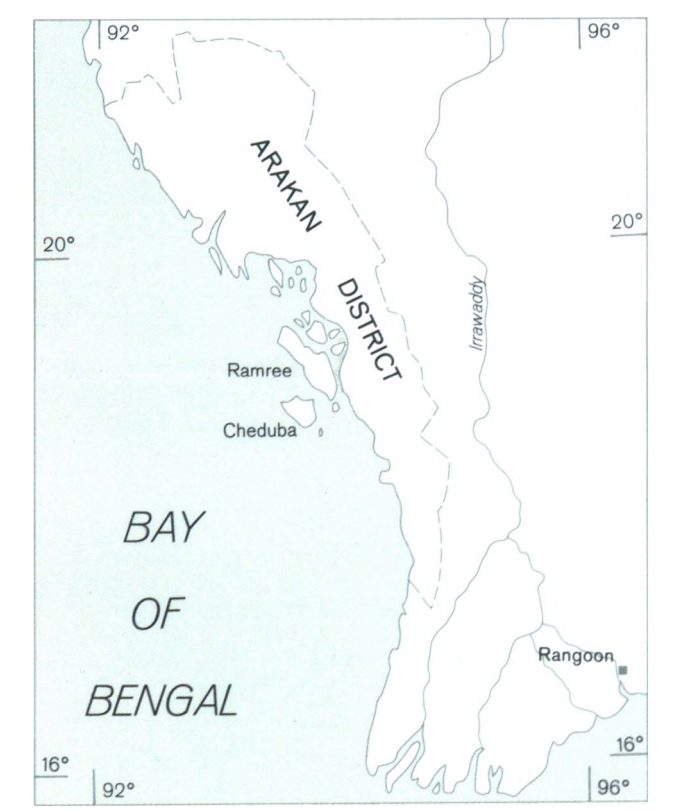 92°
96°
ARAKAN
20°
20°
DISTRICT
Irrawaddy
Ramree
Cheduba
BAY
OF
BENGAL
Rangoon
16°
16°
92°
96°